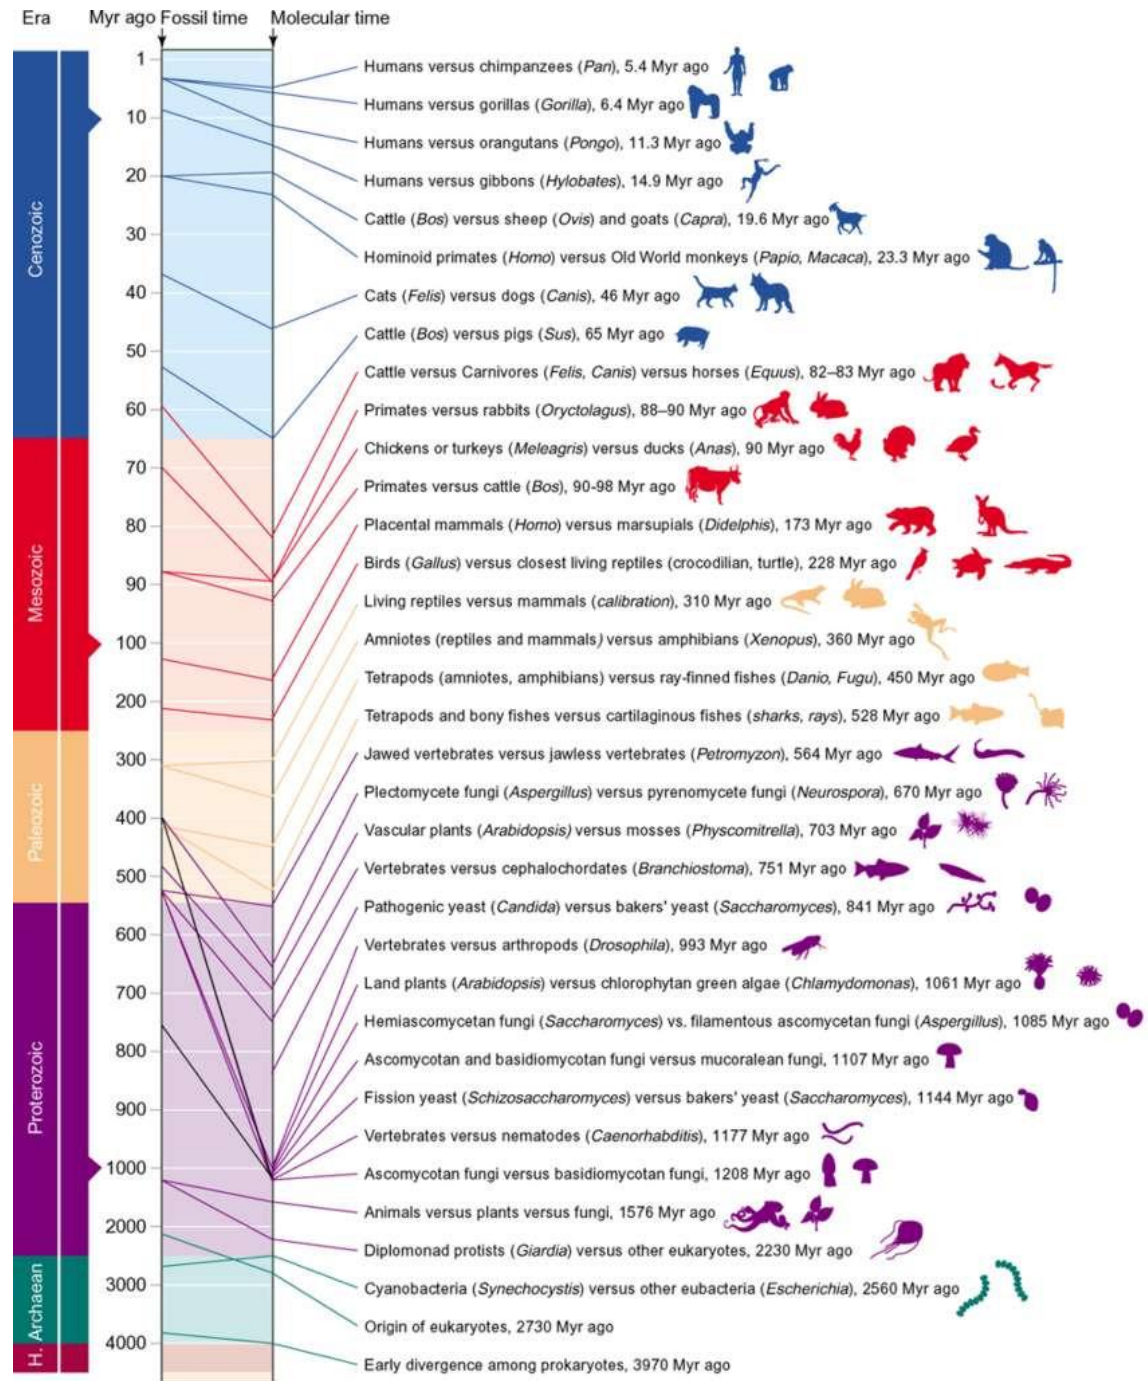 Era Myr ago Fossil time Molecular time
Cenozoic
Mesozoic
Paleozoic
Proterozoic
Archaean
H.
1
10
20
30
40
50
60
70
80
90
100
200
300
400
500
600
700
800
900
1000
2000
3000
4000
Humans versus chimpanzees (Pan), 5.4 Myr ago
Humans versus gorillas (Gorilla), 6.4 Myr ago
Humans versus orangutans (Pongo), 11.3 Myr ago
Humans versus gibbons (Hylobates), 14.9 Myr ago
Cattle (Bos) versus sheep (Ovis) and goats (Capra), 19.6 Myr ago
Hominoid primates (Homo) versus Old World monkeys (Papio, Macaca), 23.3 Myr ago
Cats (Felis) versus dogs (Canis), 46 Myr ago
Cattle (Bos) versus pigs (Sus), 65 Myr ago
Cattle versus Carnivores (Felis, Canis) versus horses (Equus), 82–83 Myr ago
Primates versus rabbits (Oryctolagus), 88–90 Myr ago
Chickens or turkeys (Meleagris) versus ducks (Anas), 90 Myr ago
Primates versus cattle (Bos), 90-98 Myr ago
Placental mammals (Homo) versus marsupials (Didelphis), 173 Myr ago
Birds (Gallus) versus closest living reptiles (crocodilian, turtle), 228 Myr ago
Living reptiles versus mammals (calibration), 310 Myr ago
Amniotes (reptiles and mammals) versus amphibians (Xenopus), 360 Myr ago
Tetrapods (amniotes, amphibians) versus ray-finned fishes (Danio, Fugu), 450 Myr ago
Tetrapods and bony fishes versus cartilaginous fishes (sharks, rays), 528 Myr ago
Jawed vertebrates versus jawless vertebrates (Petromyzon), 564 Myr ago
Plectomycete fungi (Aspergillus) versus pyrenomycete fungi (Neurospora), 670 Myr ago
Vascular plants (Arabidopsis) versus mosses (Physcomitrella), 703 Myr ago
Vertebrates versus cephalochordates (Branchiostoma), 751 Myr ago
Pathogenic yeast (Candida) versus bakers' yeast (Saccharomyces), 841 Myr ago
Vertebrates versus arthropods (Drosophila), 993 Myr ago
Land plants (Arabidopsis) versus chlorophytan green algae (Chlamydomonas), 1061 Myr ago
Hemiascomycetan fungi (Saccharomyces) vs. filamentous ascomycetan fungi (Aspergillus), 1085 Myr ago
Ascomycotan and basidiomycotan fungi versus mucoralean fungi, 1107 Myr ago
Fission yeast (Schizosaccharomyces) versus bakers' yeast (Saccharomyces), 1144 Myr ago
Vertebrates versus nematodes (Caenorhabditis), 1177 Myr ago
Ascomycotan fungi versus basidiomycotan fungi, 1208 Myr ago
Animals versus plants versus fungi, 1576 Myr ago
Diplomonad protists (Giardia) versus other eukaryotes, 2230 Myr ago
Cyanobacteria (Synechocystis) versus other eubacteria (Escherichia), 2560 Myr ago
Origin of eukaryotes, 2730 Myr ago
Early divergence among prokaryotes, 3970 Myr ago